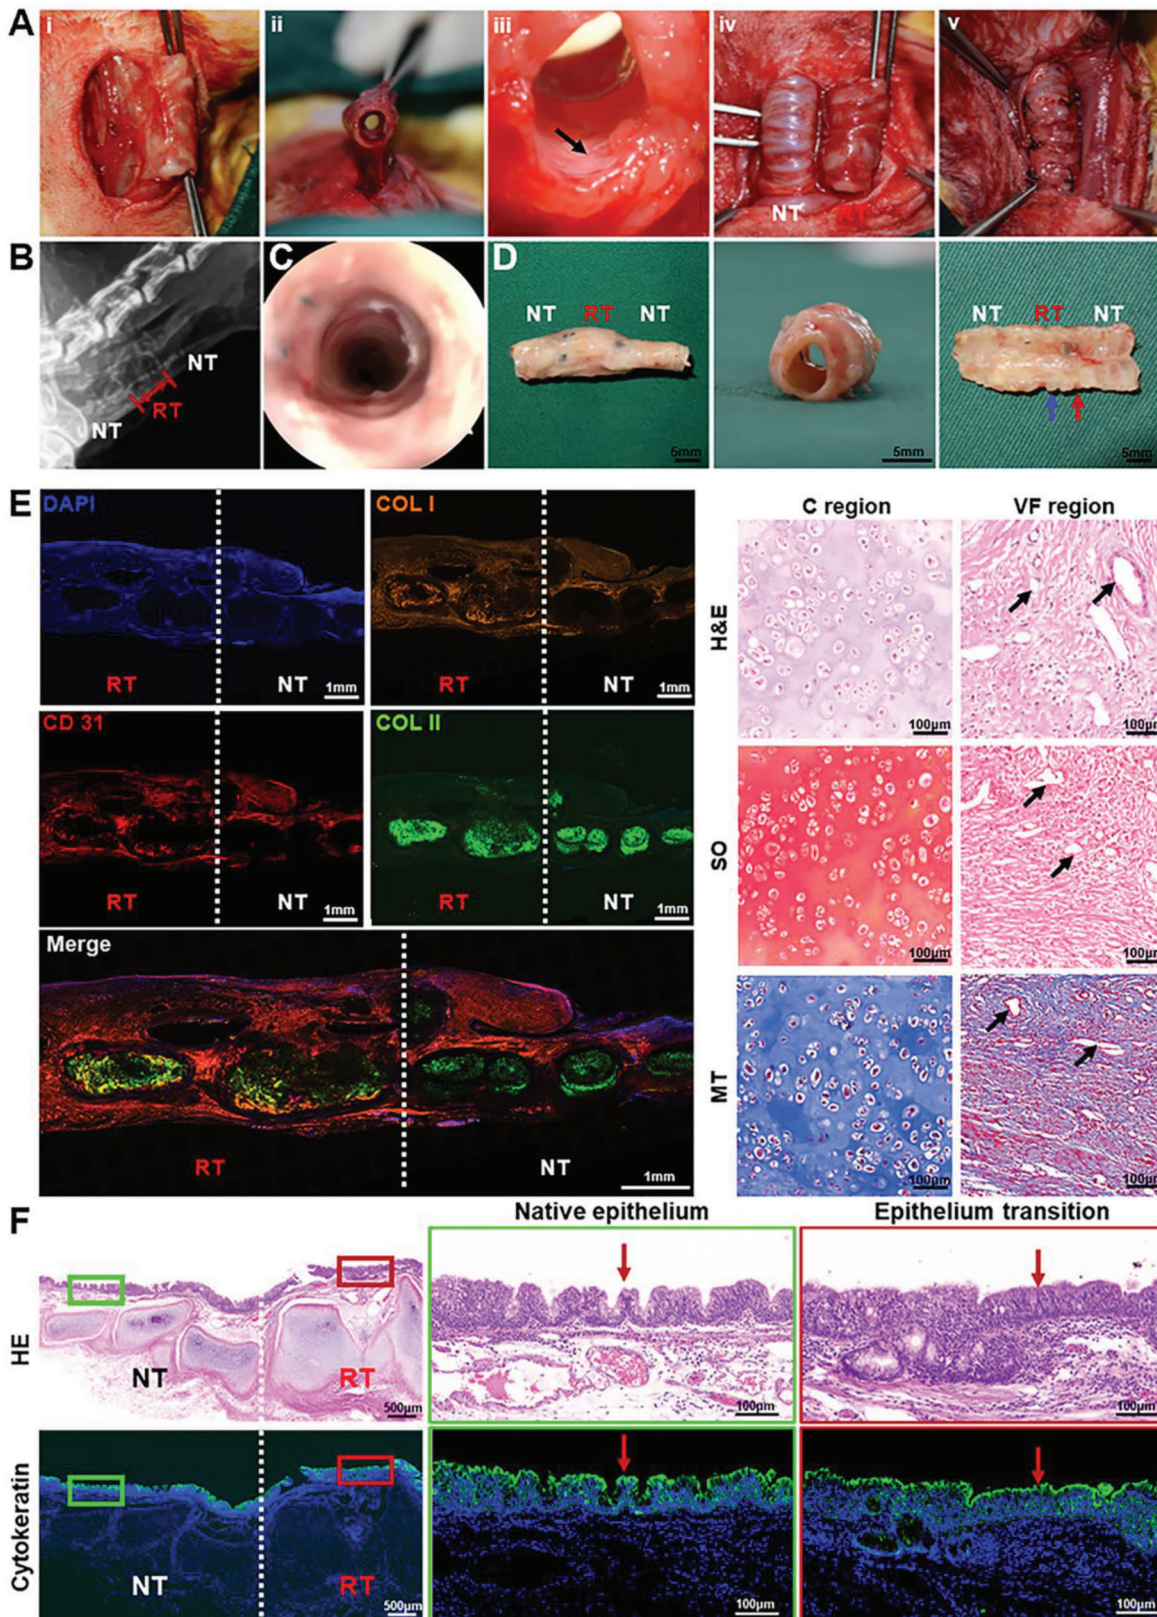 A i ii iii iv v
NT RT
B C D
NT RT NT
NT RT NT
NT
RT
NT
5mm 5mm 5mm
E DAPI COL I
RT NT RT NT
1mm 1mm
CD 31 COL II
RT NT RT NT
1mm 1mm
Merge
RT NT
1mm
C region VF region
H&E
100μm 100μm
SO
100μm 100μm
MT
100μm 100μm
F
Native epithelium Epithelium transition
HE
NT RT
500μm 100μm 100μm
Cytokeratin
NT RT
500μm 100μm 100μm